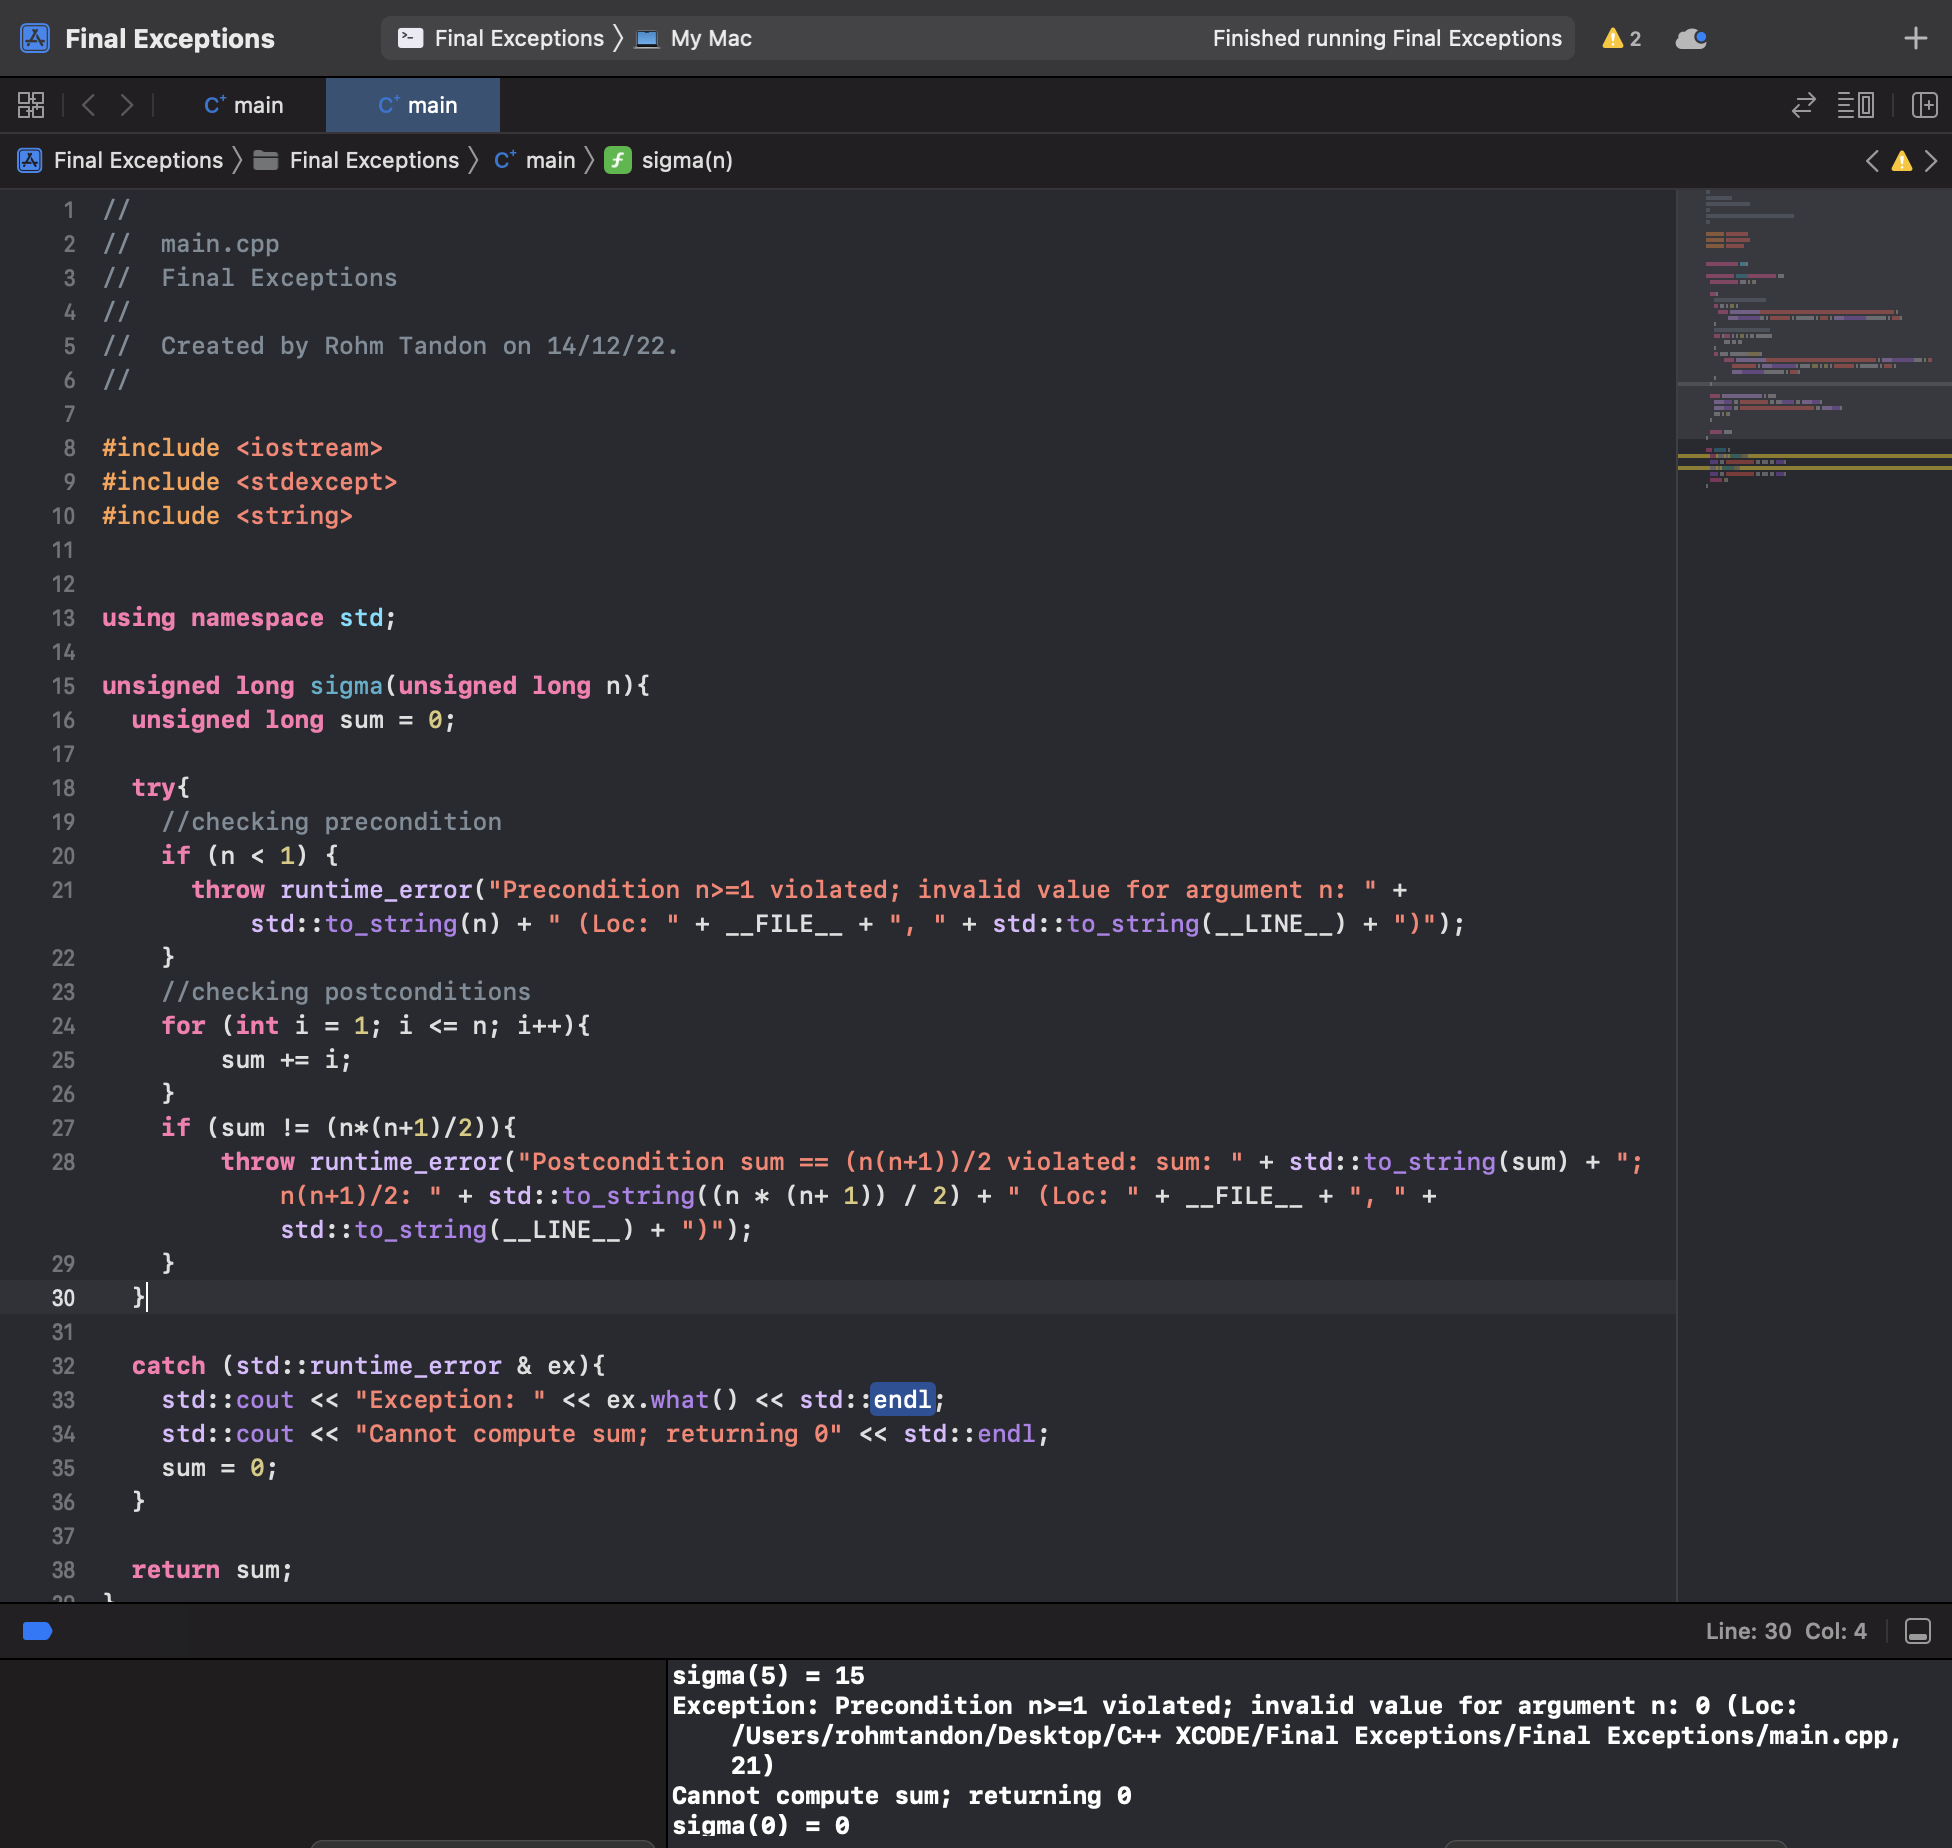 Final Exceptions
Final Exceptions 〉 My Mac
Finished running Final Exceptions
2
main
main
Final Exceptions 〉 Final Exceptions 〉 main 〉 f sigma(n)
1 //
2 //  main.cpp
3 //  Final Exceptions
4 //
5 //  Created by Rohm Tandon on 14/12/22.
6 //
7
8 #include <iostream>
9 #include <stdexcept>
10 #include <string>
11
12
13 using namespace std;
14
15 unsigned long sigma(unsigned long n){
16   unsigned long sum = 0;
17
18   try{
19     //checking precondition
20     if (n < 1) {
21       throw runtime_error("Precondition n>=1 violated; invalid value for argument n: " +
          std::to_string(n) + " (Loc: " + __FILE__ + ", " + std::to_string(__LINE__) + ")");
22     }
23     //checking postconditions
24     for (int i = 1; i <= n; i++){
25         sum += i;
26     }
27     if (sum != (n*(n+1)/2)){
28         throw runtime_error("Postcondition sum == (n(n+1))/2 violated: sum: " + std::to_string(sum) + ";
            n(n+1)/2: " + std::to_string((n * (n+ 1)) / 2) + " (Loc: " + __FILE__ + ", " +
            std::to_string(__LINE__) + ")");
29     }
30   }
31
32   catch (std::runtime_error & ex){
33     std::cout << "Exception: " << ex.what() << std::endl;
34     std::cout << "Cannot compute sum; returning 0" << std::endl;
35     sum = 0;
36   }
37
38   return sum;
39 }
Line: 30 Col: 4
sigma(5) = 15
Exception: Precondition n>=1 violated; invalid value for argument n: 0 (Loc:
/Users/rohmtandon/Desktop/C++ XCODE/Final Exceptions/Final Exceptions/main.cpp,
21)
Cannot compute sum; returning 0
sigma(0) = 0